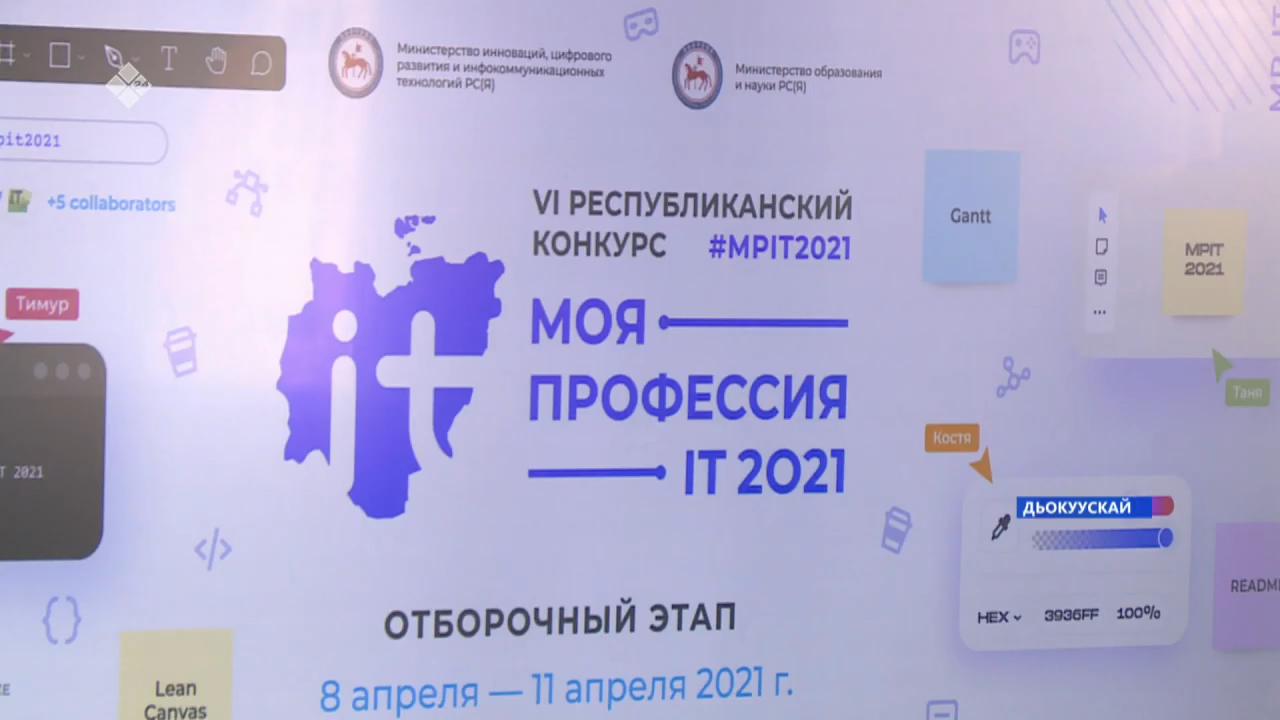 Министерство инноваций, цифрового
развития и инфокоммуникационных
технологий РС(Я)
Министерство образования
и науки РС(Я)
+5 collaborators
VI РЕСПУБЛИКАНСКИЙ
КОНКУРС #MPIT2021
it
МОЯ
ПРОФЕССИЯ
IT 2021
Тимур
2021
Gantt
MPIT
2021
Таня
Костя
ДЬОКУУСКАЙ
HEX 3936FF 100%
ОТБОРОЧНЫЙ ЭТАП
8 апреля — 11 апреля 2021 г.
Lean
Canvas